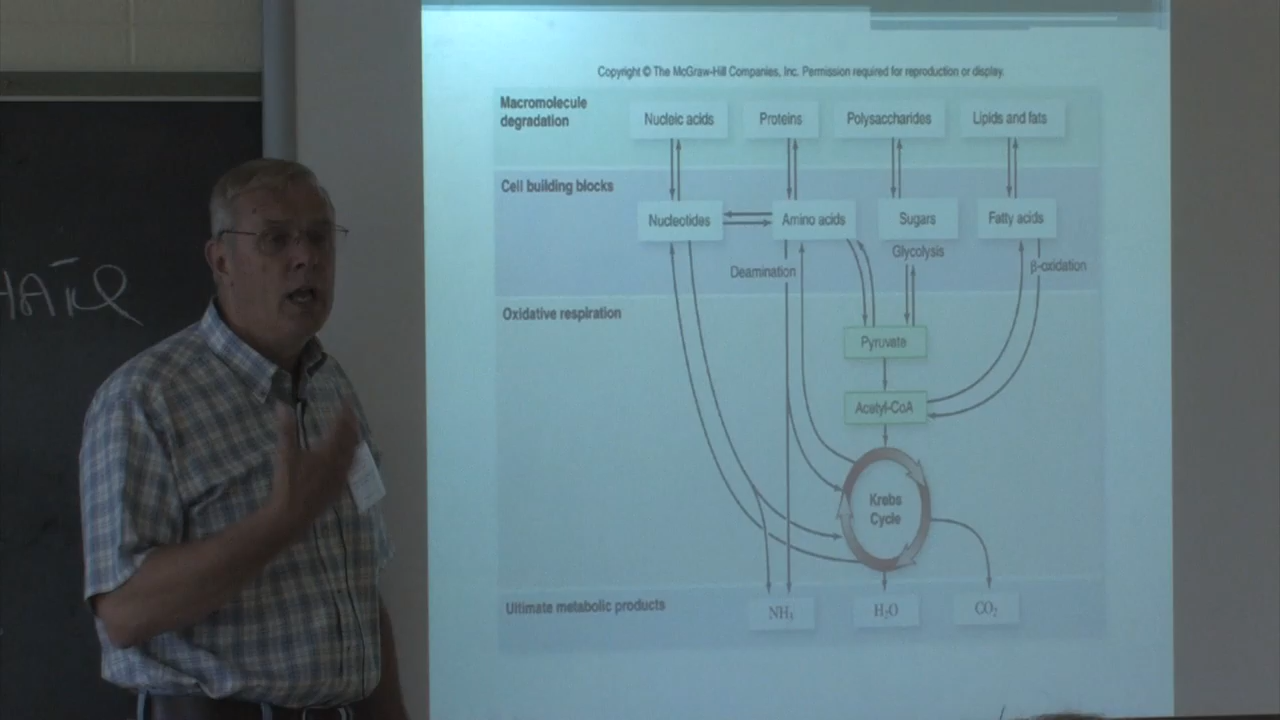 Copyright © The McGraw-Hill Companies, Inc. Permission required for reproduction or display.
Macromolecule
degradation
Nucleic acids
Proteins
Polysaccharides
Lipids and fats
Cell building blocks
Nucleotides
Amino acids
Sugars
Fatty acids
Glycolysis
Deamination
β-oxidation
Oxidative respiration
Pyruvate
Acetyl-CoA
Krebs
Cycle
Ultimate metabolic products
NH₃
H₂O
CO₂